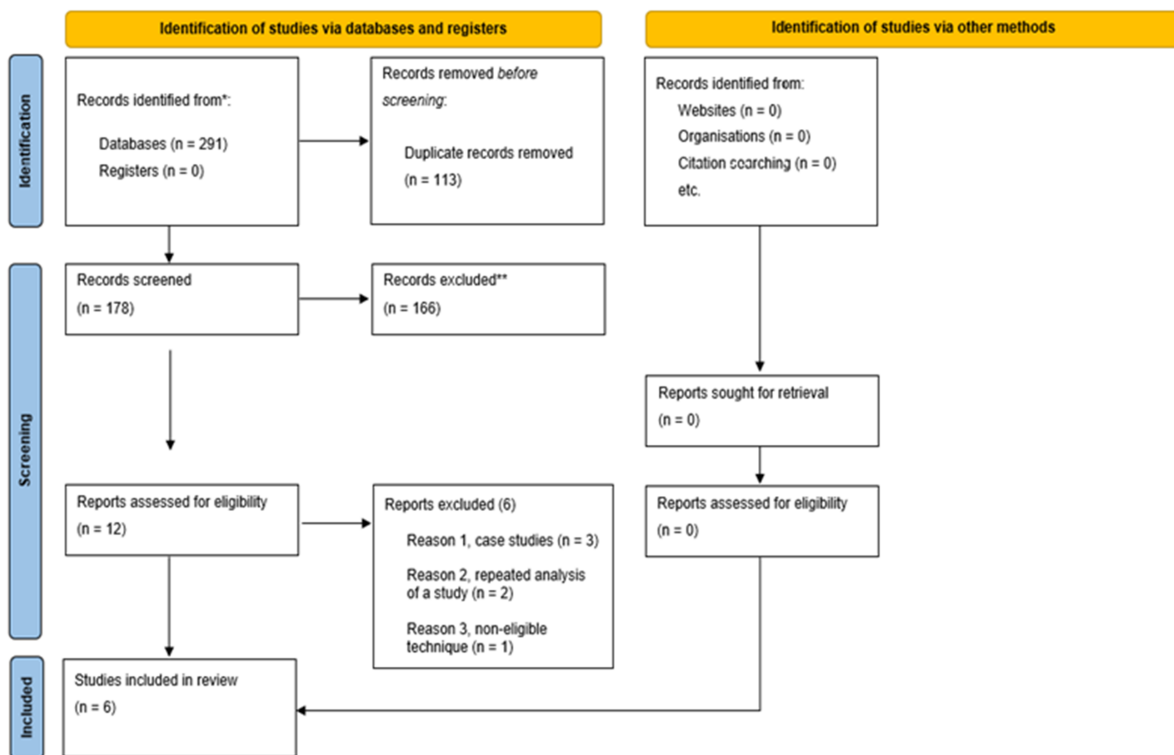 Identification of studies via databases and registers
Identification of studies via other methods
Identification
Records identified from*:
Databases (n = 291)
Registers (n = 0)
Records removed before
screening:
Duplicate records removed
(n = 113)
Records identified from:
Websites (n = 0)
Organisations (n = 0)
Citation searching (n = 0)
etc.
Screening
Records screened
(n = 178)
Records excluded**
(n = 166)
Reports sought for retrieval
(n = 0)
Reports assessed for eligibility
(n = 12)
Reports excluded (6)
Reason 1, case studies (n = 3)
Reason 2, repeated analysis
of a study (n = 2)
Reason 3, non-eligible
technique (n = 1)
Reports assessed for eligibility
(n = 0)
Included
Studies included in review
(n = 6)